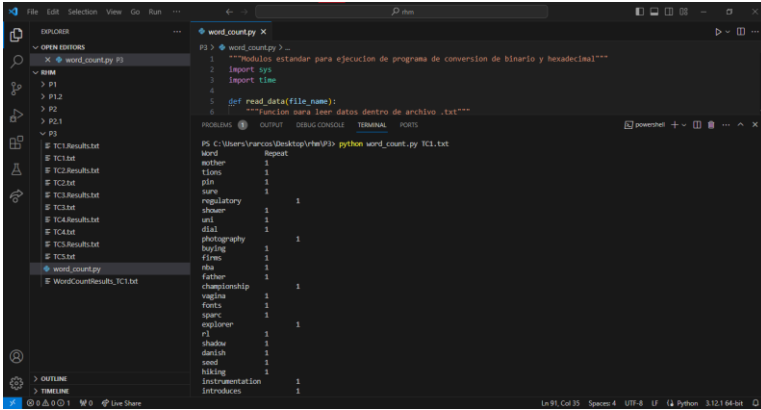 File Edit Selection View Go Run ...
rhm
EXPLORER ...
OPEN EDITORS
word_count.py P3
RHM
P1
P1.2
P2
P2.1
P3
TC1.Results.txt
TC1.txt
TC2.Results.txt
TC2.txt
TC3.Results.txt
TC3.txt
TC4.Results.txt
TC4.txt
TC5.Results.txt
TC5.txt
word_count.py
WordCountResults_TC1.txt
OUTLINE
TIMELINE
word_count.py
P3 > word_count.py > ...
1 """Modulos estandar para ejecucion de programa de conversion de binario y hexadecimal"""
2 import sys
3 import time
4
5 def read_data(file_name):
6 """Funcion para leer datos dentro de archivo .txt"""
PROBLEMS 1 OUTPUT DEBUG CONSOLE TERMINAL PORTS
powershell
PS C:\Users\rarcos\Desktop\rhm\P3> python word_count.py TC1.txt
Word Repeat
mother 1
tions 1
pin 1
sure 1
regulatory 1
shower 1
uni 1
dial 1
photography 1
buying 1
firms 1
nba 1
father 1
championship 1
vagina 1
fonts 1
sparc 1
explorer 1
rl 1
shadow 1
danish 1
seed 1
hiking 1
instrumentation 1
introduces 1
0 0 1 0 Live Share
Ln 91, Col 35 Spaces: 4 UTF-8 LF Python 3.12.1 64-bit